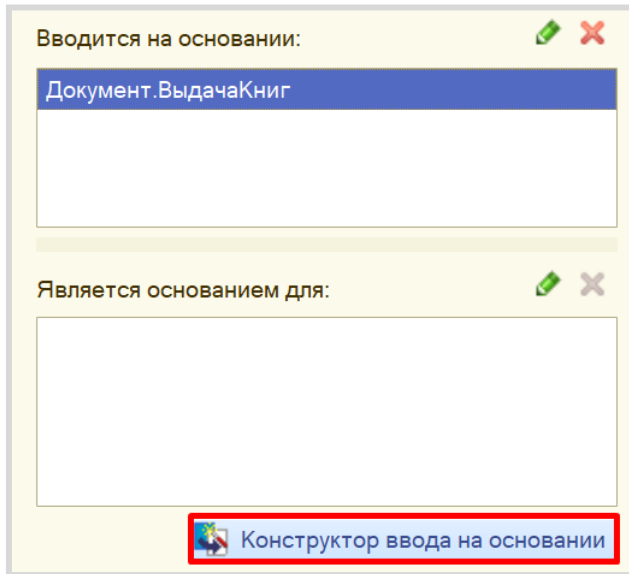 Вводится на основании:
Документ.ВыдачаКниг
Является основанием для:
Конструктор ввода на основании